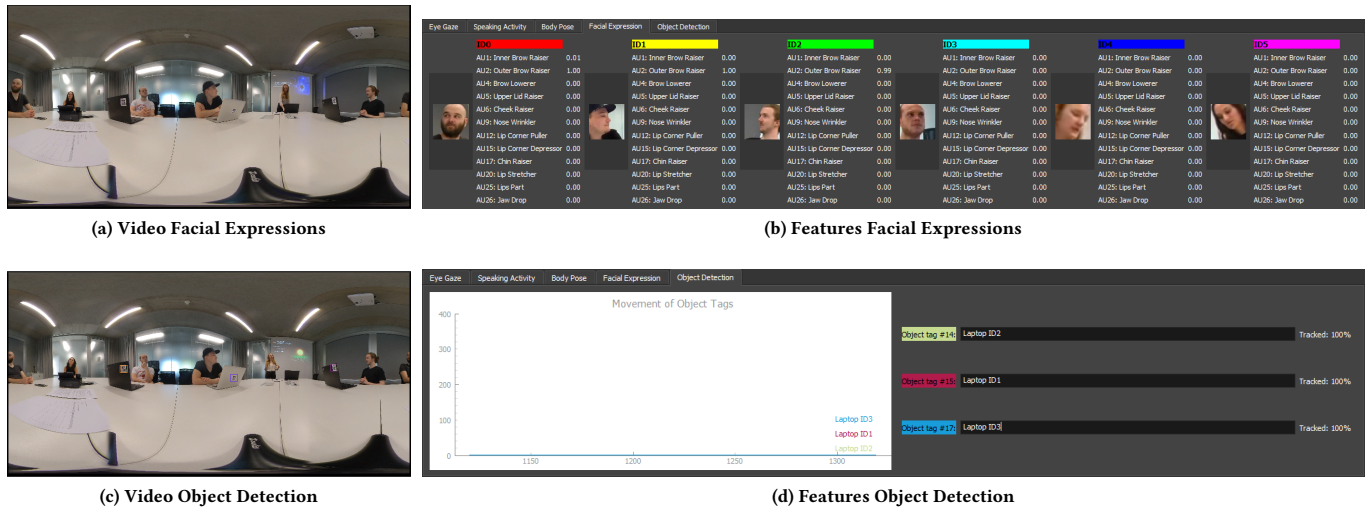 Eye Gaze Speaking Activity Body Pose Facial Expression Object Detection
ID0 ID1 ID2 ID3 ID4 ID5
AU1: Inner Brow Raiser 0.01 AU1: Inner Brow Raiser 0.00 AU1: Inner Brow Raiser 0.00 AU1: Inner Brow Raiser 0.00 AU1: Inner Brow Raiser 0.00 AU1: Inner Brow Raiser 0.00
AU2: Outer Brow Raiser 1.00 AU2: Outer Brow Raiser 1.00 AU2: Outer Brow Raiser 0.99 AU2: Outer Brow Raiser 0.00 AU2: Outer Brow Raiser 0.00 AU2: Outer Brow Raiser 0.00
AU4: Brow Lowerer 0.00 AU4: Brow Lowerer 0.00 AU4: Brow Lowerer 0.00 AU4: Brow Lowerer 0.00 AU4: Brow Lowerer 0.00 AU4: Brow Lowerer 0.00
AU5: Upper Lid Raiser 0.00 AU5: Upper Lid Raiser 0.00 AU5: Upper Lid Raiser 0.00 AU5: Upper Lid Raiser 0.00 AU5: Upper Lid Raiser 0.00 AU5: Upper Lid Raiser 0.00
AU6: Cheek Raiser 0.00 AU6: Cheek Raiser 0.00 AU6: Cheek Raiser 0.00 AU6: Cheek Raiser 0.00 AU6: Cheek Raiser 0.00 AU6: Cheek Raiser 0.00
AU9: Nose Wrinkler 0.00 AU9: Nose Wrinkler 0.00 AU9: Nose Wrinkler 0.00 AU9: Nose Wrinkler 0.00 AU9: Nose Wrinkler 0.00 AU9: Nose Wrinkler 0.00
AU12: Lip Corner Puller 0.00 AU12: Lip Corner Puller 0.00 AU12: Lip Corner Puller 0.00 AU12: Lip Corner Puller 0.00 AU12: Lip Corner Puller 0.00 AU12: Lip Corner Puller 0.00
AU15: Lip Corner Depressor 0.00 AU15: Lip Corner Depressor 0.00 AU15: Lip Corner Depressor 0.00 AU15: Lip Corner Depressor 0.00 AU15: Lip Corner Depressor 0.00 AU15: Lip Corner Depressor 0.00
AU17: Chin Raiser 0.00 AU17: Chin Raiser 0.00 AU17: Chin Raiser 0.00 AU17: Chin Raiser 0.00 AU17: Chin Raiser 0.00 AU17: Chin Raiser 0.00
AU20: Lip Stretcher 0.00 AU20: Lip Stretcher 0.00 AU20: Lip Stretcher 0.00 AU20: Lip Stretcher 0.00 AU20: Lip Stretcher 0.00 AU20: Lip Stretcher 0.00
AU25: Lips Part 0.00 AU25: Lips Part 0.00 AU25: Lips Part 0.00 AU25: Lips Part 0.00 AU25: Lips Part 0.00 AU25: Lips Part 0.00
AU26: Jaw Drop 0.00 AU26: Jaw Drop 0.00 AU26: Jaw Drop 0.00 AU26: Jaw Drop 0.00 AU26: Jaw Drop 0.00 AU26: Jaw Drop 0.00
(a) Video Facial Expressions
(b) Features Facial Expressions
Eye Gaze Speaking Activity Body Pose Facial Expression Object Detection
Movement of Object Tags
400
300
200
100
0
1150 1200 1250 1300
Laptop ID3
Laptop ID1
Laptop ID2
Object tag #14: Laptop ID2 Tracked: 100%
Object tag #15: Laptop ID1 Tracked: 100%
Object tag #17: Laptop ID3 Tracked: 100%
(c) Video Object Detection
(d) Features Object Detection